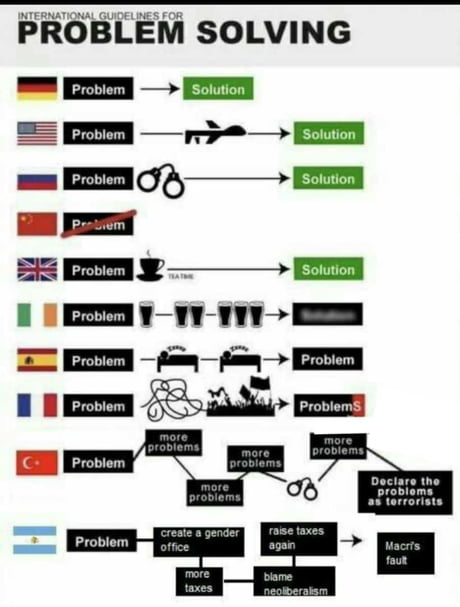 INTERNATIONAL GUIDELINES FOR
PROBLEM SOLVING
Problem Solution
Problem Solution
Problem Solution
Problem
Problem TEA TIME Solution
Problem
Problem Problem
Problem ProblemS
Problem
more
problems
more
problems
more
problems
more
problems
Declare the
problems
as terrorists
Problem
create a gender
office
more
taxes
blame
neoliberalism
raise taxes
again
Macri's
fault